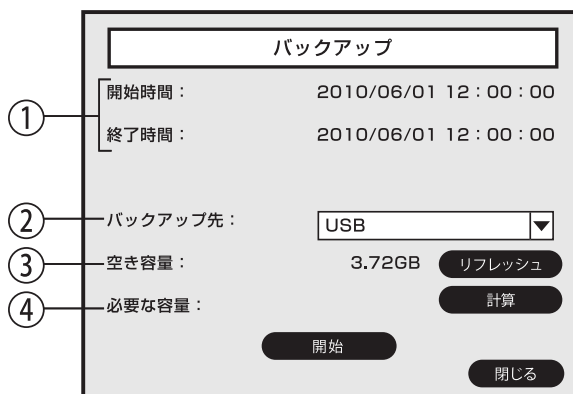 バックアップ
① 開始時間： 2010/06/01 12：00：00
終了時間： 2010/06/01 12：00：00
② バックアップ先： USB
③ 空き容量： 3.72GB リフレッシュ
④ 必要な容量： 計算
開始
閉じる